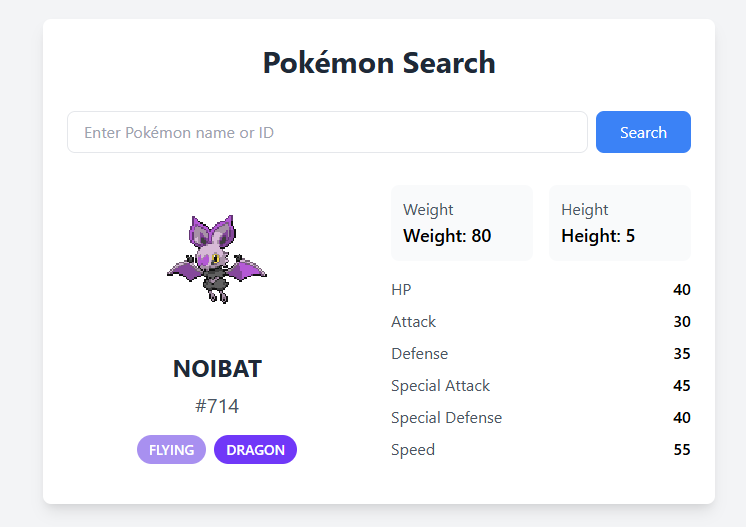 Pokémon Search
Enter Pokémon name or ID
Search
NOIBAT
#714
FLYING DRAGON
Weight
Weight: 80
Height
Height: 5
HP 40
Attack 30
Defense 35
Special Attack 45
Special Defense 40
Speed 55